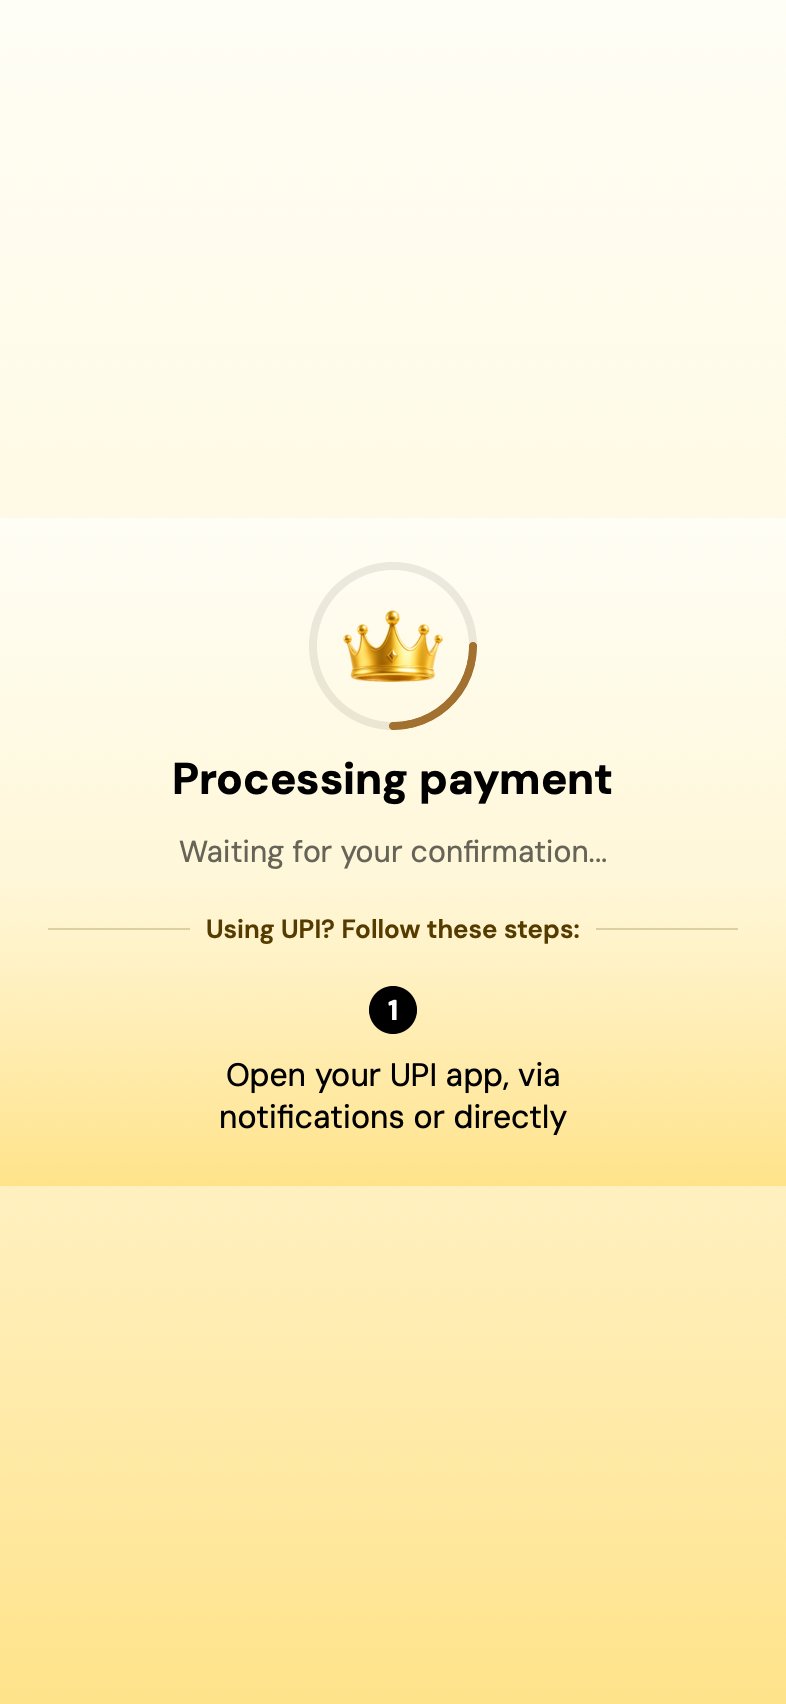 Processing payment
Waiting for your confirmation...
Using UPI? Follow these steps:
1
Open your UPI app, via
notifications or directly